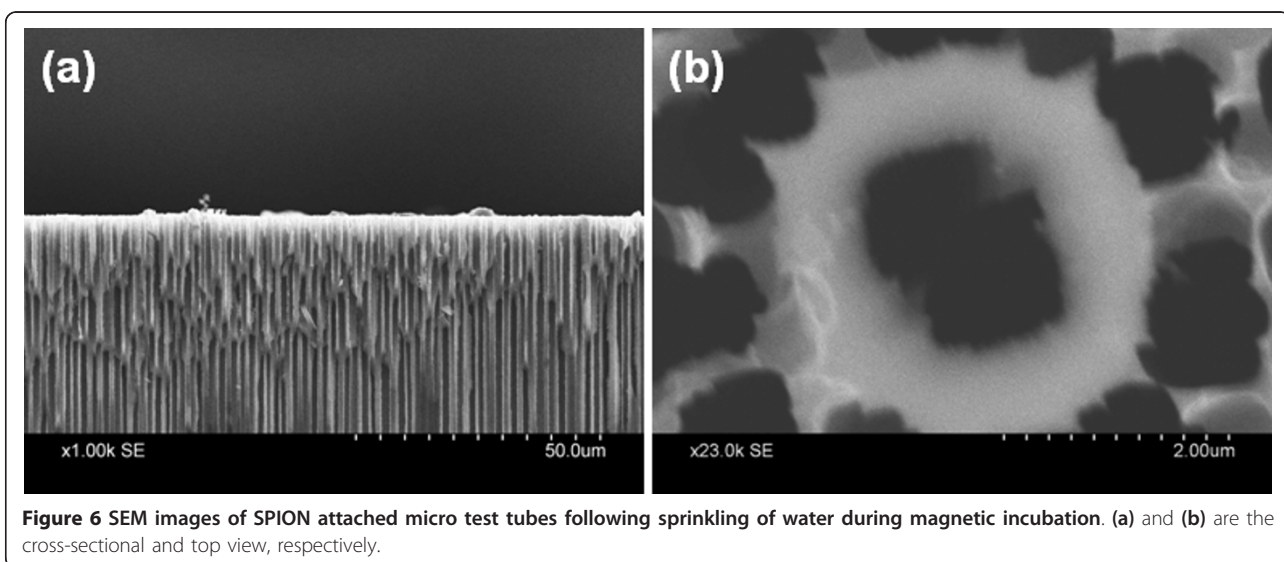 (a)
(b)
x1.00k SE
50.0um
x23.0k SE
2.00um
Figure 6 SEM images of SPION attached micro test tubes following sprinkling of water during magnetic incubation. (a) and (b) are the
cross-sectional and top view, respectively.